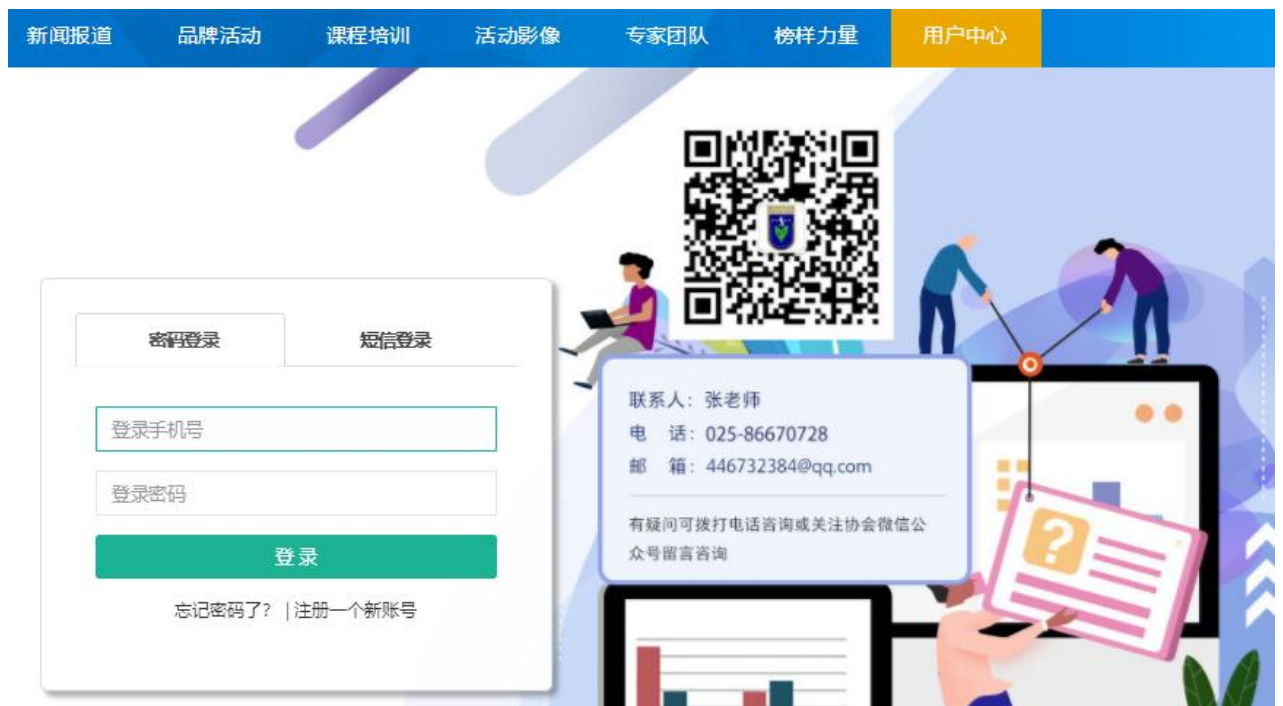 新闻报道 品牌活动 课程培训 活动影像 专家团队 榜样力量 用户中心
密码登录 短信登录
登录手机号
登录密码
登录
忘记密码了? | 注册一个新账号
联系人：张老师
电 话：025-86670728
邮 箱：446732384@qq.com
有疑问可拨打电话咨询或关注协会微信公
众号留言咨询
?